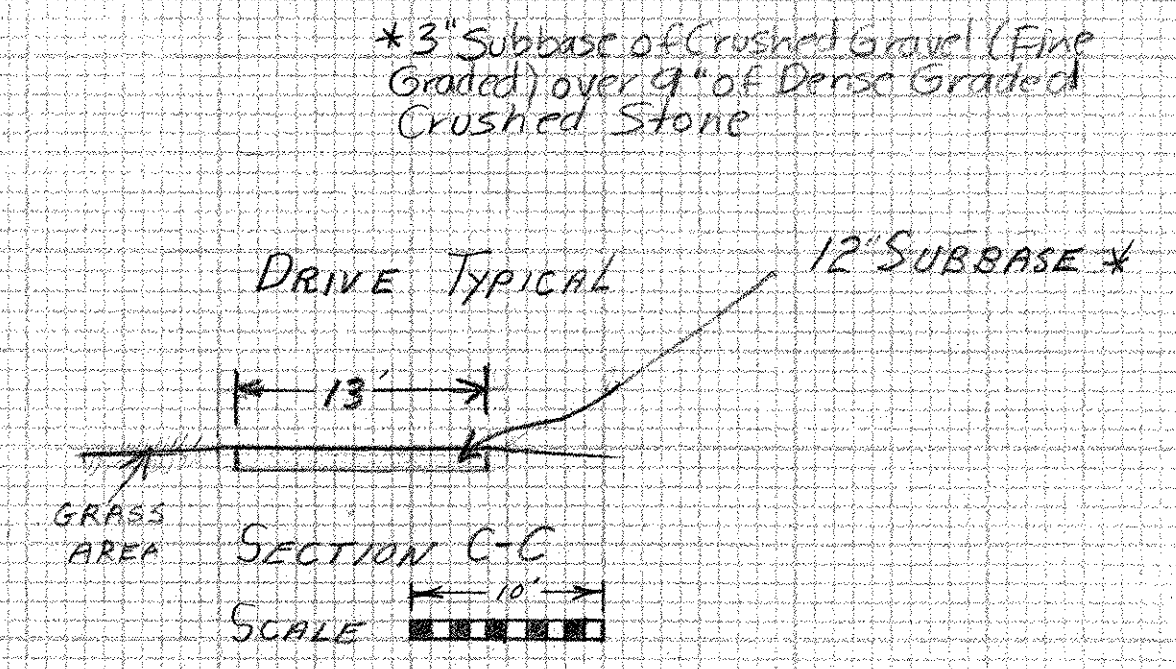 * 3" Subbase of Crushed Gravel (Fine
Graded) over 9" of Dense Graded
Crushed Stone
DRIVE TYPICAL
12" SUBBASE *
13'
GRASS
AREA
SECTION C-C
10'
SCALE